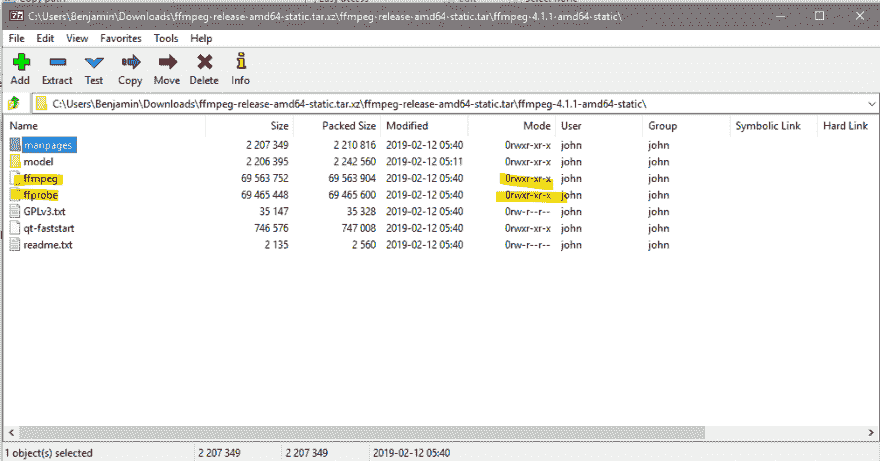 C:\Users\Benjamin\Downloads\ffmpeg-release-amd64-static.tar.xz\ffmpeg-release-amd64-static.tar\ffmpeg-4.1.1-amd64-static\
File Edit View Favorites Tools Help
Add Extract Test Copy Move Delete Info
C:\Users\Benjamin\Downloads\ffmpeg-release-amd64-static.tar.xz\ffmpeg-release-amd64-static.tar\ffmpeg-4.1.1-amd64-static\
Name Size Packed Size Modified Mode User Group Symbolic Link Hard Link
manpages 2 207 349 2 210 816 2019-02-12 05:40 0rwxr-xr-x john john
model 2 206 395 2 242 560 2019-02-12 05:11 0rwxr-xr-x john john
ffmpeg 69 563 752 69 563 904 2019-02-12 05:40 0rwxr-xr-x john john
ffprobe 69 465 448 69 465 600 2019-02-12 05:40 0rwxr-xr-x john john
GPLv3.txt 35 147 35 328 2019-02-12 05:40 0rw-r--r-- john john
qt-faststart 746 576 747 008 2019-02-12 05:40 0rwxr-xr-x john john
readme.txt 2 135 2 560 2019-02-12 05:40 0rw-r--r-- john john
1 object(s) selected 2 207 349 2 207 349 2019-02-12 05:40